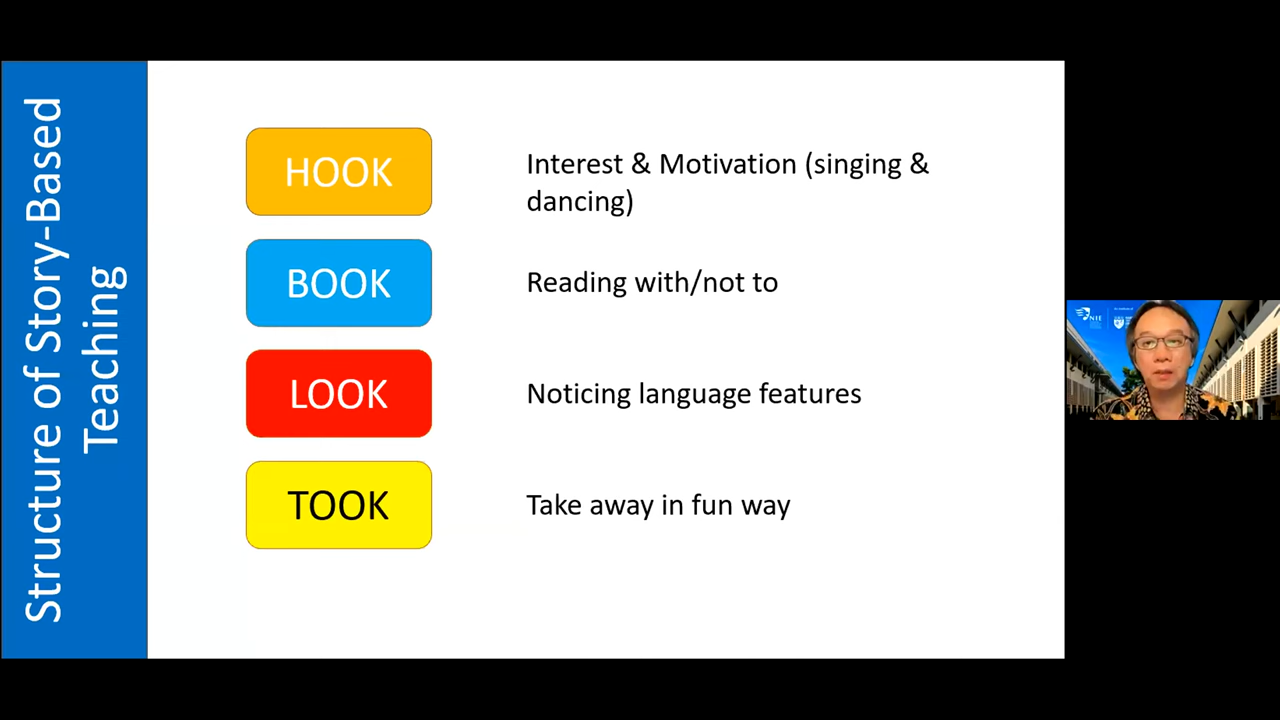 Structure of Story-Based
Teaching
HOOK
Interest & Motivation (singing &
dancing)
BOOK
Reading with/not to
LOOK
Noticing language features
TOOK
Take away in fun way
NIE